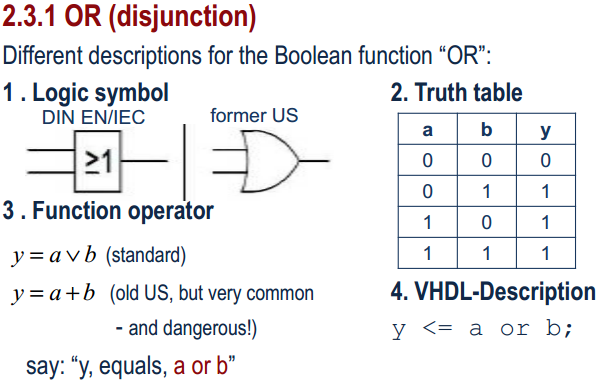 2.3.1 OR (disjunction)
Different descriptions for the Boolean function “OR”:
1 . Logic symbol
DIN EN/IEC
former US
≥1
2. Truth table
a b y
0 0 0
0 1 1
1 0 1
1 1 1
3 . Function operator
y = a ∨ b (standard)
y = a + b (old US, but very common
- and dangerous!)
say: “y, equals, a or b”
4. VHDL-Description
y <= a or b;